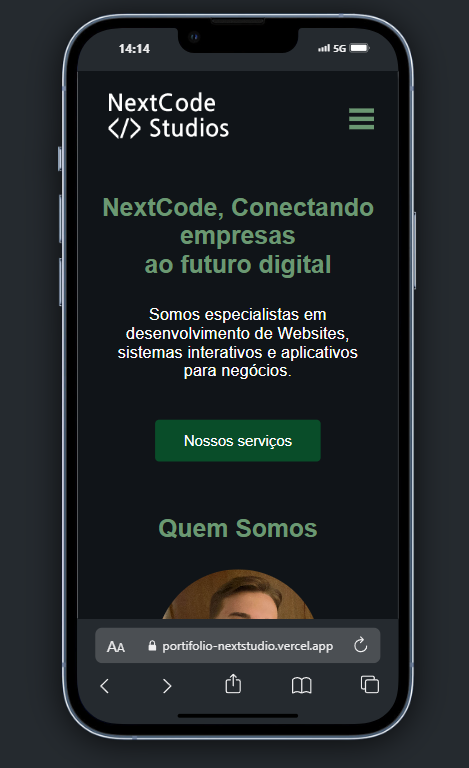 14:14
5G
NextCode
</> Studios
NextCode, Conectando
empresas
ao futuro digital
Somos especialistas em
desenvolvimento de Websites,
sistemas interativos e aplicativos
para negócios.
Nossos serviços
Quem Somos
AA
portifolio-nextstudio.vercel.app